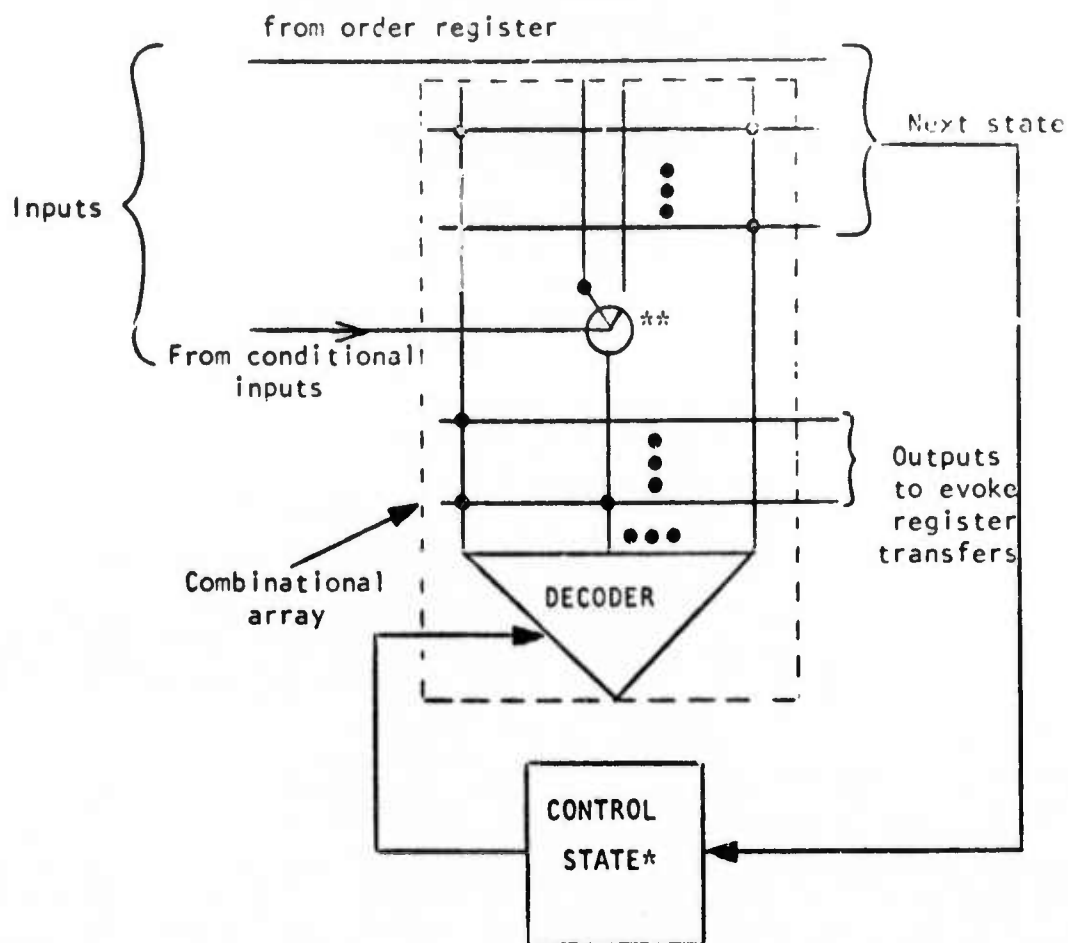 from order register
Next state
Inputs
**
From conditional
inputs
Outputs
to evoke
register
transfers
Combinational
array
DECODER
CONTROL
STATE*